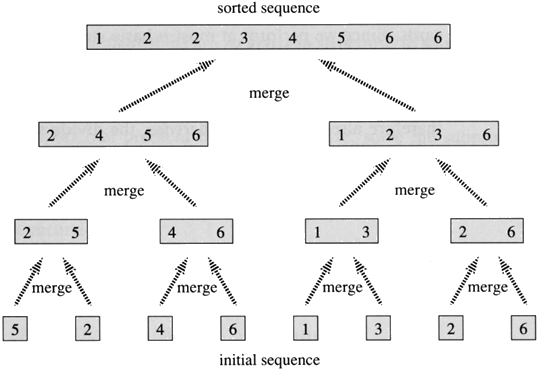 sorted sequence
1 2 2 3 4 5 6 6
merge
2 4 5 6
1 2 3 6
merge
merge
2 5
4 6
1 3
2 6
merge
merge
merge
merge
5
2
4
6
1
3
2
6
initial sequence